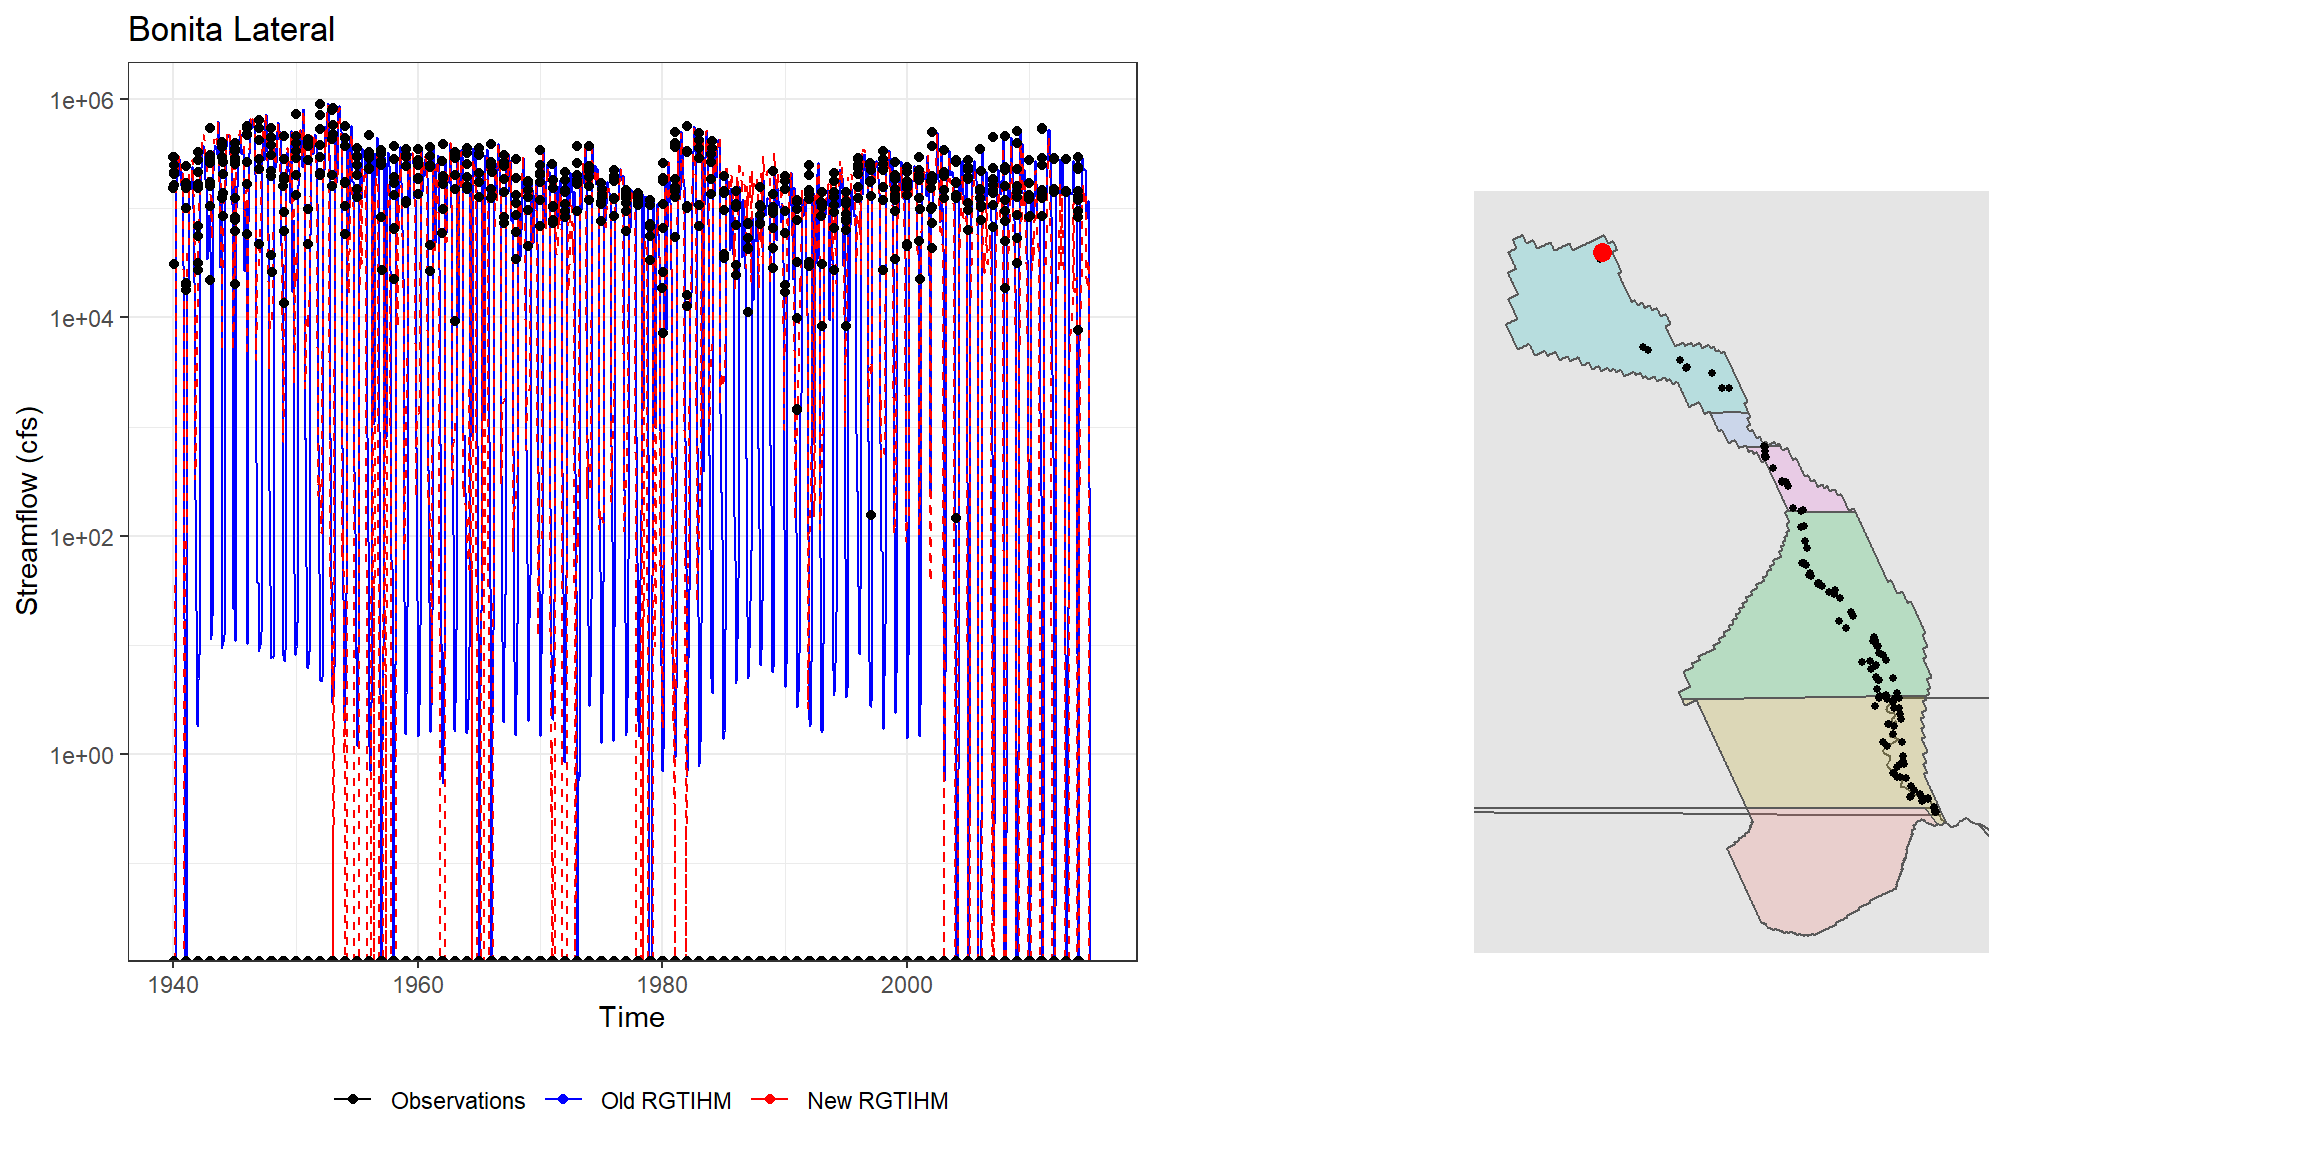 Bonita Lateral
1e+06
1e+04
1e+02
1e+00
Streamflow (cfs)
1940 1960 1980 2000
Time
Observations Old RGTIHM New RGTIHM